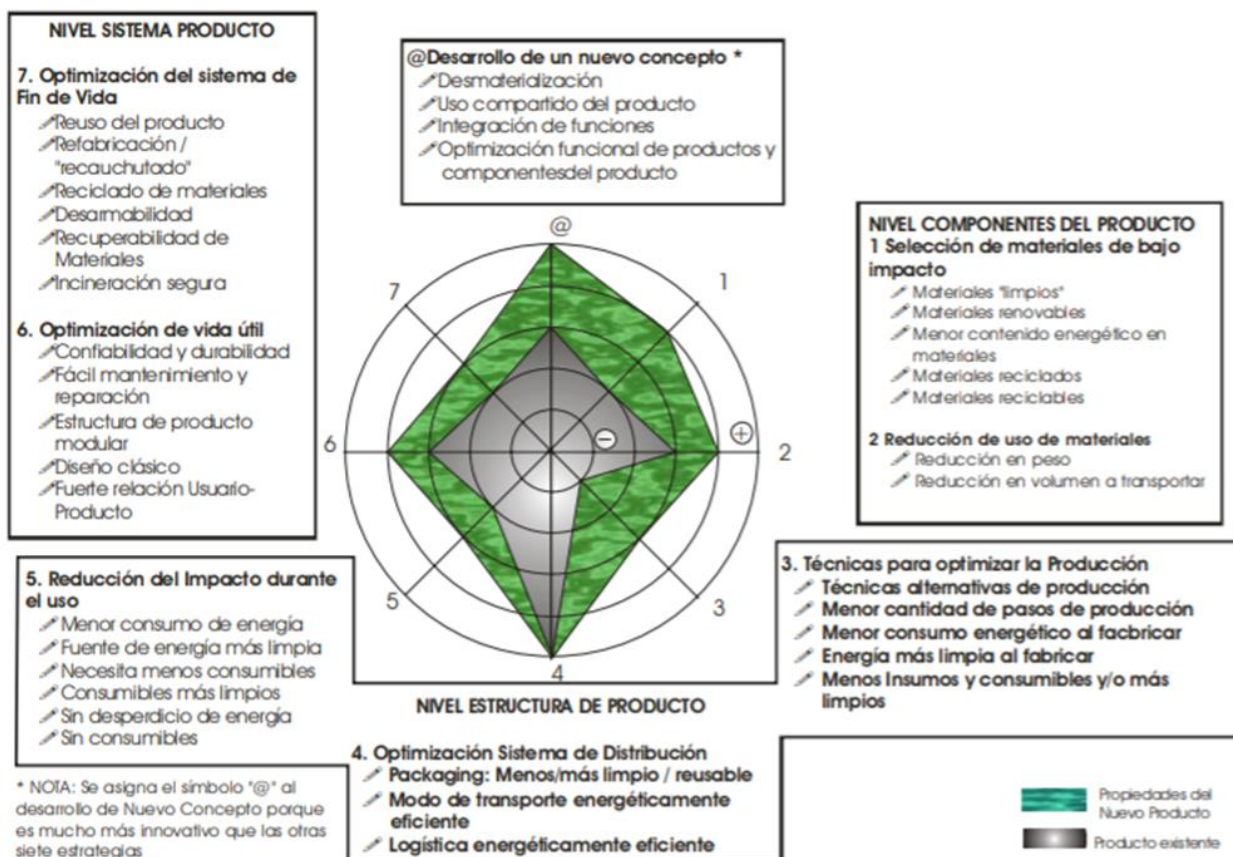 NIVEL SISTEMA PRODUCTO
7. Optimización del sistema de
Fin de Vida
Reuso del producto
Refabricación /
"recauchutado"
Reciclado de materiales
Desarmabilidad
Recuperabilidad de
Materiales
Incineración segura
6. Optimización de vida útil
Confiabilidad y durabilidad
Fácil mantenimiento y
reparación
Estructura de producto
modular
Diseño clásico
Fuerte relación Usuario-
Producto
@Desarrollo de un nuevo concepto *
Desmaterialización
Uso compartido del producto
Integración de funciones
Optimización funcional de productos y
componentesdel producto
NIVEL COMPONENTES DEL PRODUCTO
1 Selección de materiales de bajo
impacto
Materiales "limpios"
Materiales renovables
Menor contenido energético en
materiales
Materiales reciclados
Materiales reciclables
2 Reducción de uso de materiales
Reducción en peso
Reducción en volumen a transportar
@
7
1
6
−
+
2
5
3
4
5. Reducción del Impacto durante
el uso
Menor consumo de energía
Fuente de energía más limpia
Necesita menos consumibles
Consumibles más limpios
Sin desperdicio de energía
Sin consumibles
3. Técnicas para optimizar la Producción
Técnicas alternativas de producción
Menor cantidad de pasos de producción
Menor consumo energético al facbricar
Energía más limpia al fabricar
Menos Insumos y consumibles y/o más
limpios
NIVEL ESTRUCTURA DE PRODUCTO
4. Optimización Sistema de Distribución
Packaging: Menos/más limpio / reusable
Modo de transporte energéticamente
eficiente
Logística energéticamente eficiente
* NOTA: Se asigna el símbolo "@" al
desarrollo de Nuevo Concepto porque
es mucho más innovativo que las otras
siete estrategias
Propiedades del
Nuevo Producto
Producto existente